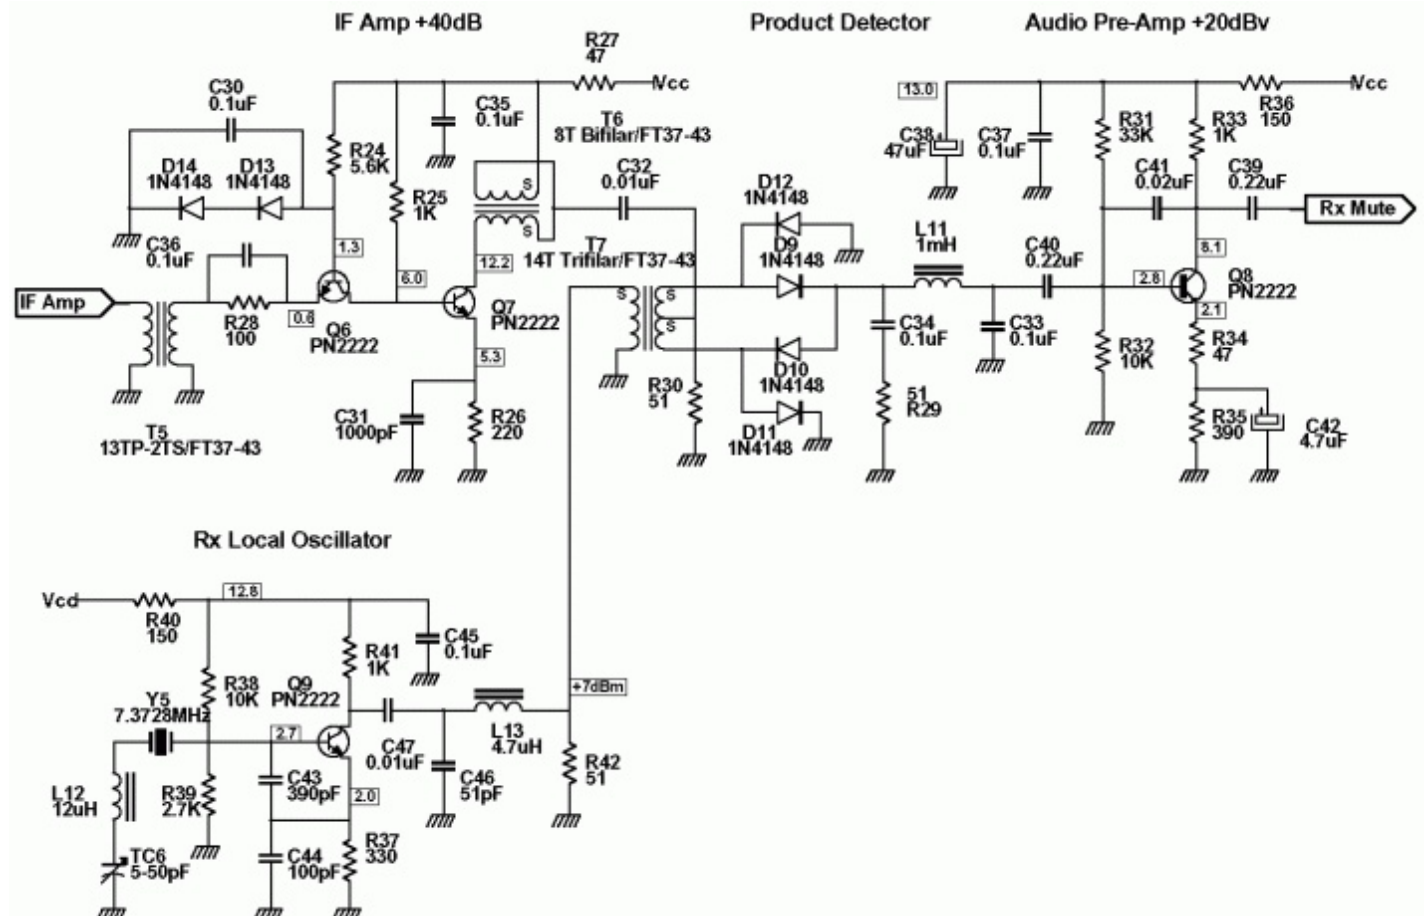 IF Amp +40dB
Product Detector
Audio Pre-Amp +20dBv
R27
47
Vcc
C30
0.1uF
C35
0.1uF
T6
8T Bifilar/FT37-43
D14
1N4148
D13
1N4148
R24
5.6K
R25
1K
S
S
C32
0.01uF
C36
0.1uF
1.3
6.0
12.2
T7
14T Trifilar/FT37-43
IF Amp
R28
100
0.6
Q6
PN2222
Q7
PN2222
5.3
T5
13TP-2TS/FT37-43
C31
1000pF
R26
220
S
S
S
R30
51
D12
1N4148
D9
1N4148
D10
1N4148
D11
1N4148
L11
1mH
C34
0.1uF
51
R29
C33
0.1uF
C40
0.22uF
13.0
C38
47uF
C37
0.1uF
R31
33K
R33
1K
R36
150
Vcc
C41
0.02uF
C39
0.22uF
Rx Mute
8.1
2.8
Q8
PN2222
2.1
R32
10K
R34
47
R35
390
C42
4.7uF
Rx Local Oscillator
Vcd
R40
150
12.8
R41
1K
C45
0.1uF
Y5
7.3728MHz
R38
10K
Q9
PN2222
2.7
C47
0.01uF
L13
4.7uH
+7dBm
R42
51
L12
12uH
R39
2.7K
C43
390pF
2.0
C46
51pF
TC6
5-50pF
C44
100pF
R37
330